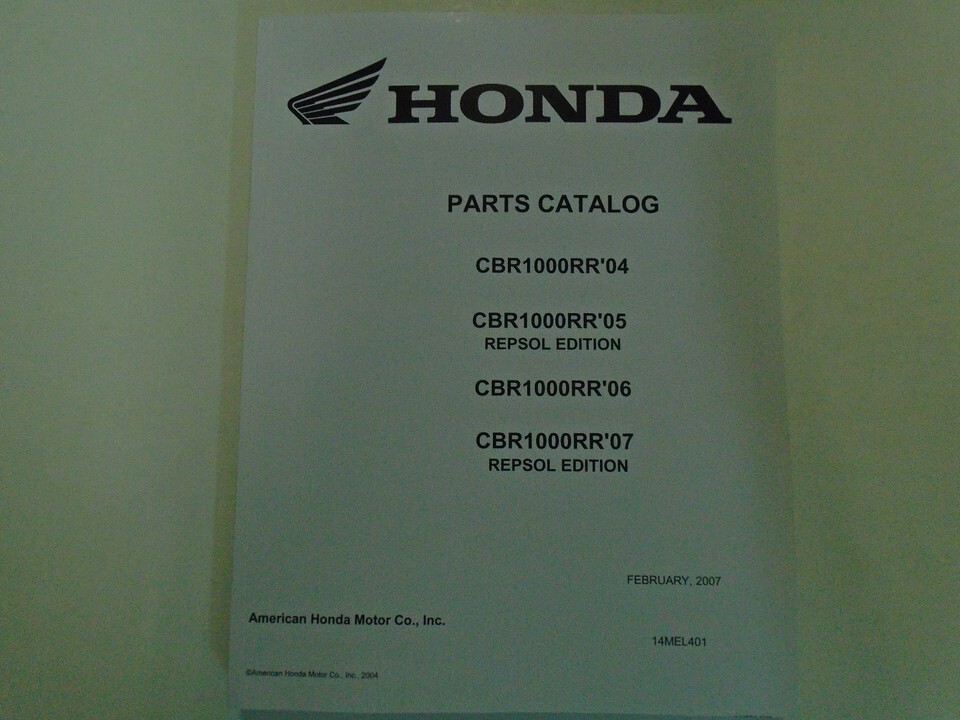 HONDA
PARTS CATALOG
CBR1000RR'04
CBR1000RR'05
REPSOL EDITION
CBR1000RR'06
CBR1000RR'07
REPSOL EDITION
FEBRUARY, 2007
American Honda Motor Co., Inc.
14MEL401
©American Honda Motor Co., Inc. 2004